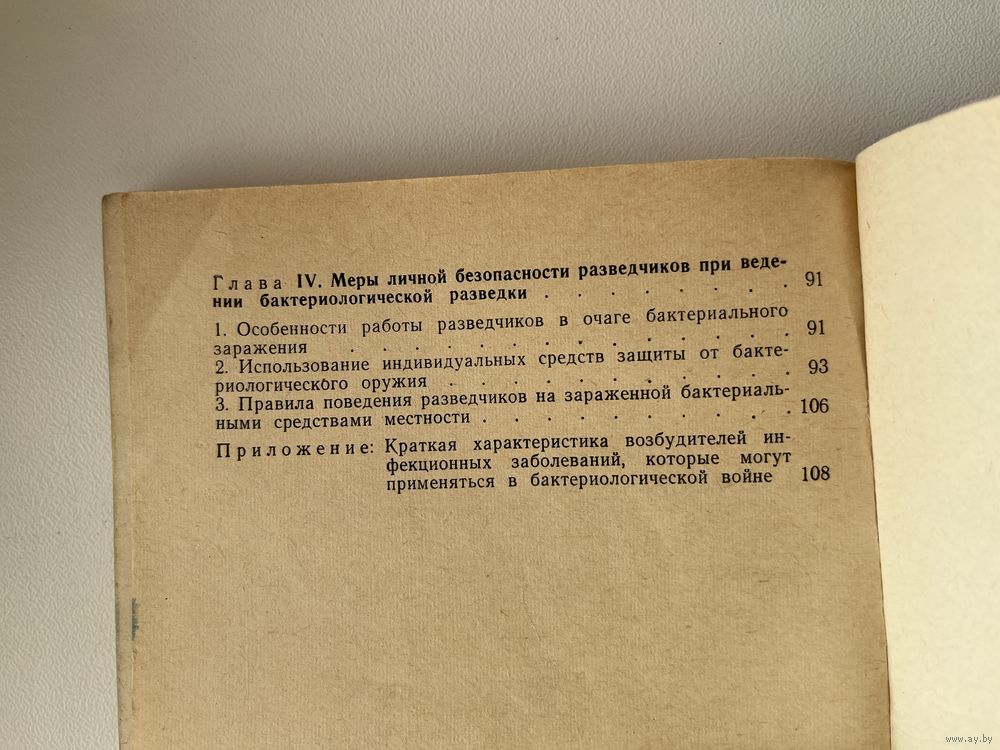 Глава IV. Меры личной безопасности разведчиков при веде-
нии бактериологической разведки . . . . . . . . 91
1. Особенности работы разведчиков в очаге бактериального
заражения . . . . . . . . . . . . 91
2. Использование индивидуальных средств защиты от бакте-
риологического оружия . . . . . . . . . . 93
3. Правила поведения разведчиков на зараженной бактериаль-
ными средствами местности . . . . . . . . . 106
Приложение: Краткая характеристика возбудителей ин-
фекционных заболеваний, которые могут
применяться в бактериологической войне 108
www.ay.by